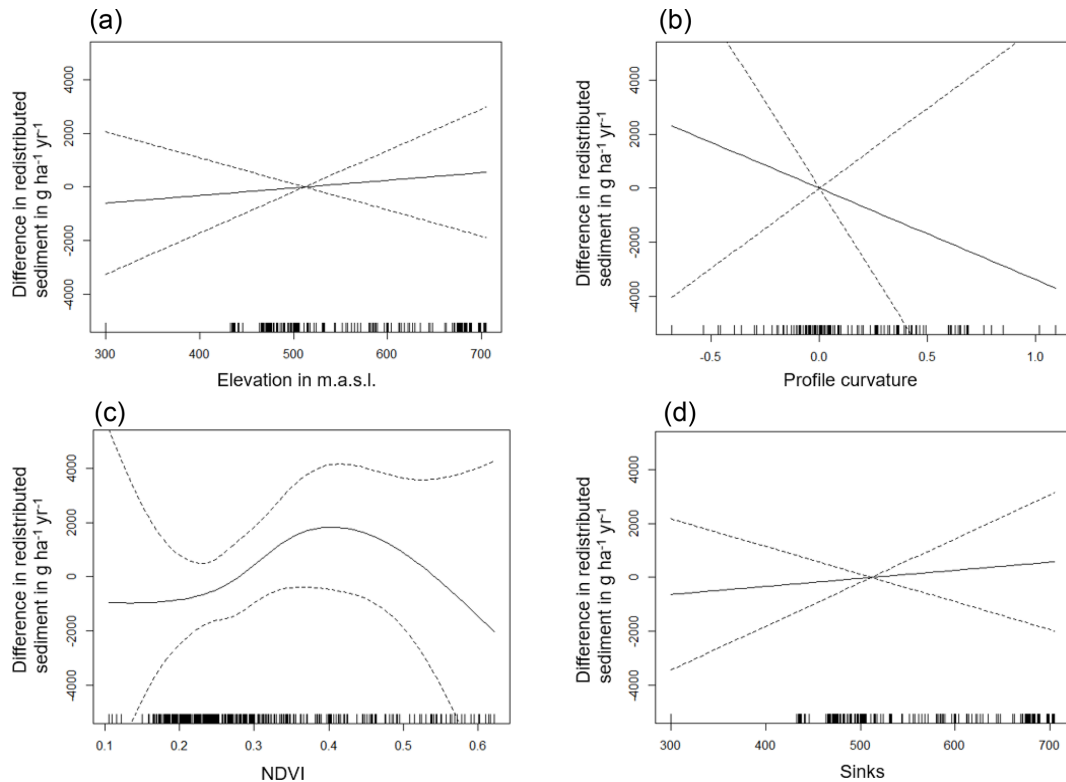 (a)
Difference in redistributed
sediment in g ha-1 yr-1
4000
2000
0
-2000
-4000
300 400 500 600 700
Elevation in m.a.s.l.
(b)
Difference in redistributed
sediment in g ha-1 yr-1
4000
2000
0
-2000
-4000
-0.5 0.0 0.5 1.0
Profile curvature
(c)
Difference in redistributed
sediment in g ha-1 yr-1
4000
2000
0
-2000
-4000
0.1 0.2 0.3 0.4 0.5 0.6
NDVI
(d)
Difference in redistributed
sediment in g ha-1 yr-1
4000
2000
0
-2000
-4000
300 400 500 600 700
Sinks